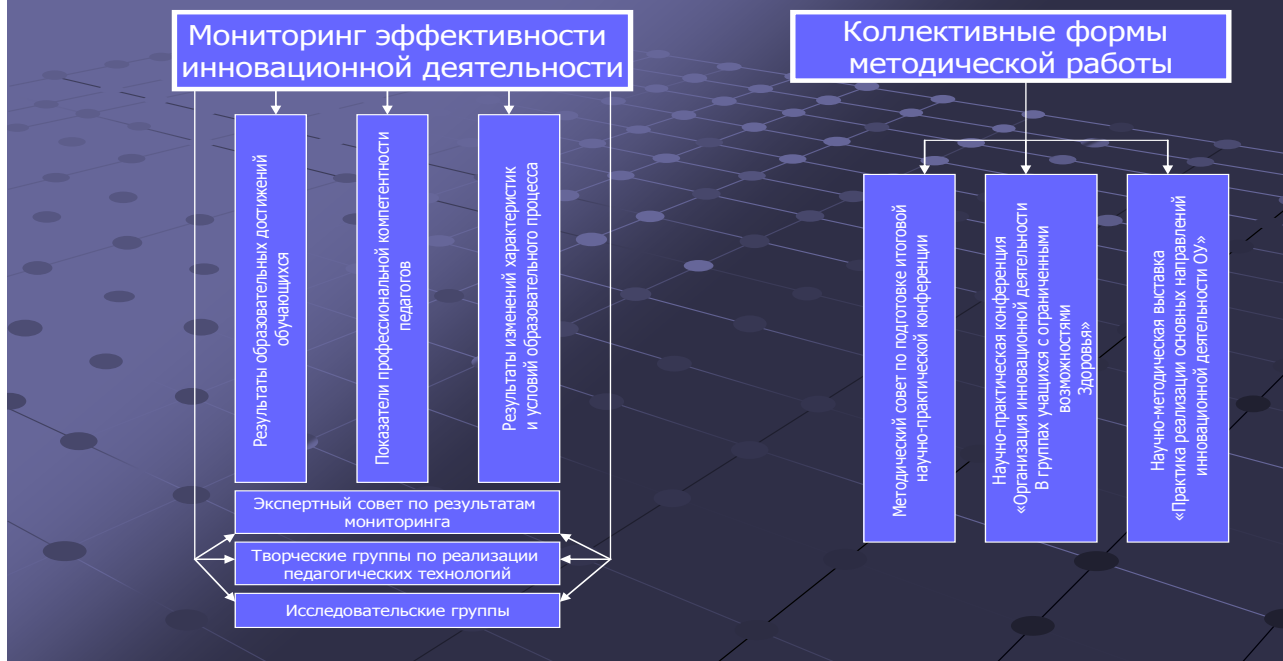 Мониторинг эффективности
инновационной деятельности
Результаты образовательных достижений
обучающихся
Показатели профессиональной компетентности
педагогов
Результаты изменений характеристик
и условий образовательного процесса
Экспертный совет по результатам
мониторинга
Творческие группы по реализации
педагогических технологий
Исследовательские группы
Коллективные формы
методической работы
Методический совет по подготовке итоговой
научно-практической конференции
Научно-практическая конференция
«Организация инновационной деятельности
В группах учащихся с ограниченными
возможностями
Здоровья»
Научно-методическая выставка
«Практика реализации основных направлений
инновационной деятельности ОУ»